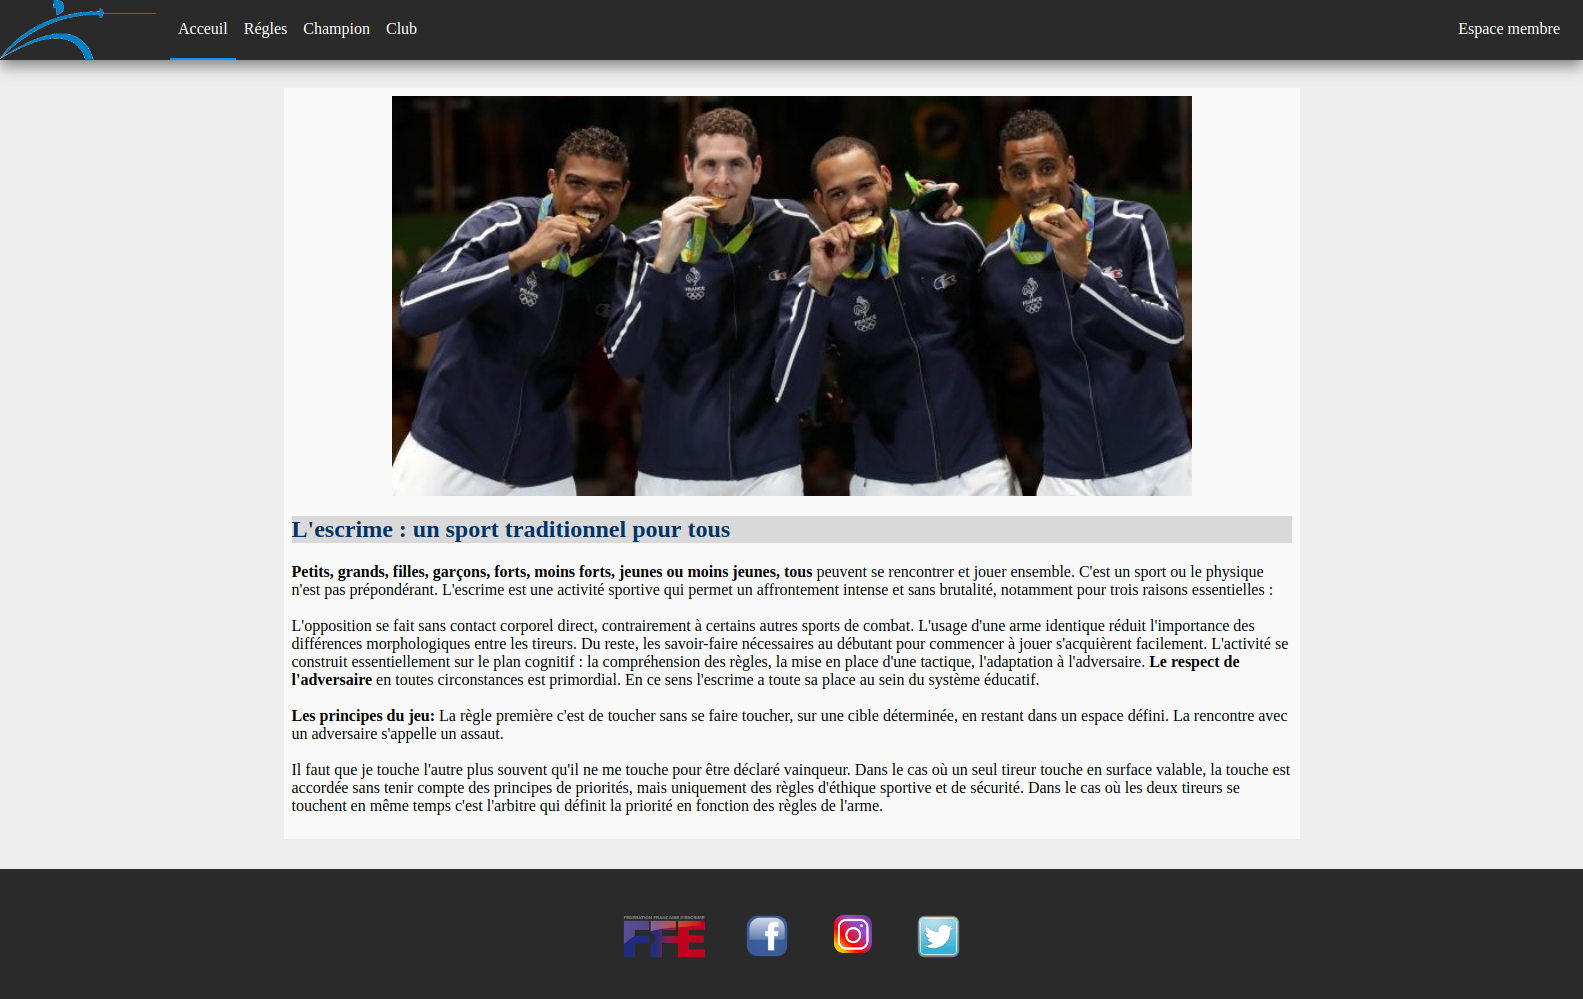 Acceuil Régles Champion Club Espace membre
FRANCE FRANCE FRANCE FRANCE
L'escrime : un sport traditionnel pour tous
Petits, grands, filles, garçons, forts, moins forts, jeunes ou moins jeunes, tous peuvent se rencontrer et jouer ensemble. C'est un sport ou le physique
n'est pas prépondérant. L'escrime est une activité sportive qui permet un affrontement intense et sans brutalité, notamment pour trois raisons essentielles :
L'opposition se fait sans contact corporel direct, contrairement à certains autres sports de combat. L'usage d'une arme identique réduit l'importance des
différences morphologiques entre les tireurs. Du reste, les savoir-faire nécessaires au débutant pour commencer à jouer s'acquièrent facilement. L'activité se
construit essentiellement sur le plan cognitif : la compréhension des règles, la mise en place d'une tactique, l'adaptation à l'adversaire. Le respect de
l'adversaire en toutes circonstances est primordial. En ce sens l'escrime a toute sa place au sein du système éducatif.
Les principes du jeu: La règle première c'est de toucher sans se faire toucher, sur une cible déterminée, en restant dans un espace défini. La rencontre avec
un adversaire s'appelle un assaut.
Il faut que je touche l'autre plus souvent qu'il ne me touche pour être déclaré vainqueur. Dans le cas où un seul tireur touche en surface valable, la touche est
accordée sans tenir compte des principes de priorités, mais uniquement des règles d'éthique sportive et de sécurité. Dans le cas où les deux tireurs se
touchent en même temps c'est l'arbitre qui définit la priorité en fonction des règles de l'arme.
FÉDÉRATION FRANÇAISE D'ESCRIME
FFE f